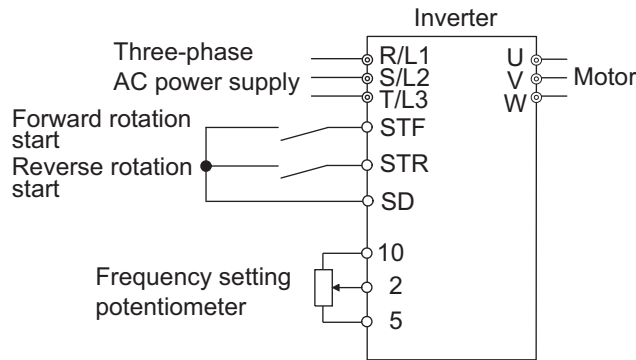 Inverter
Three-phase
AC power supply
R/L1
S/L2
T/L3
U
V
W
Motor
Forward rotation
start
STF
Reverse rotation
start
STR
SD
Frequency setting
potentiometer
10
2
5